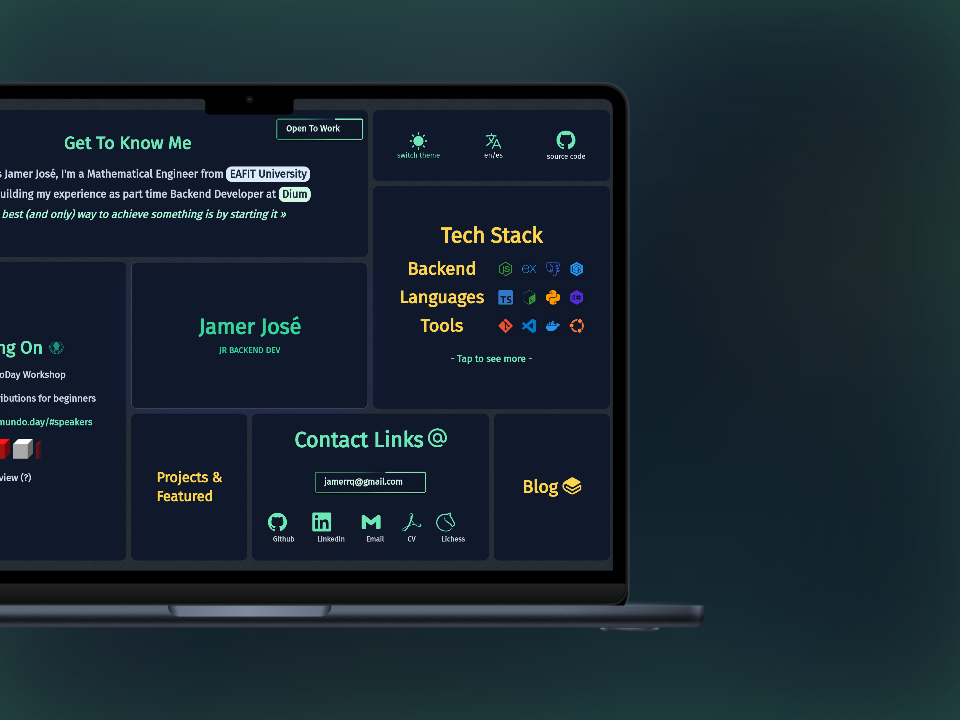 Open To Work
Get To Know Me
s Jamer José, I'm a Mathematical Engineer from EAFIT University
uilding my experience as part time Backend Developer at Dium
best (and only) way to achieve something is by starting it »
switch theme
en/es
source code
Tech Stack
Backend
ex
Languages
TS
Tools
- Tap to see more -
Jamer José
JR BACKEND DEV
ng On
oDay Workshop
ributions for beginners
mundo.day/#speakers
view (?)
Projects &
Featured
Contact Links @
jamerrq@gmail.com
Github
LinkedIn
Email
CV
Lichess
Blog